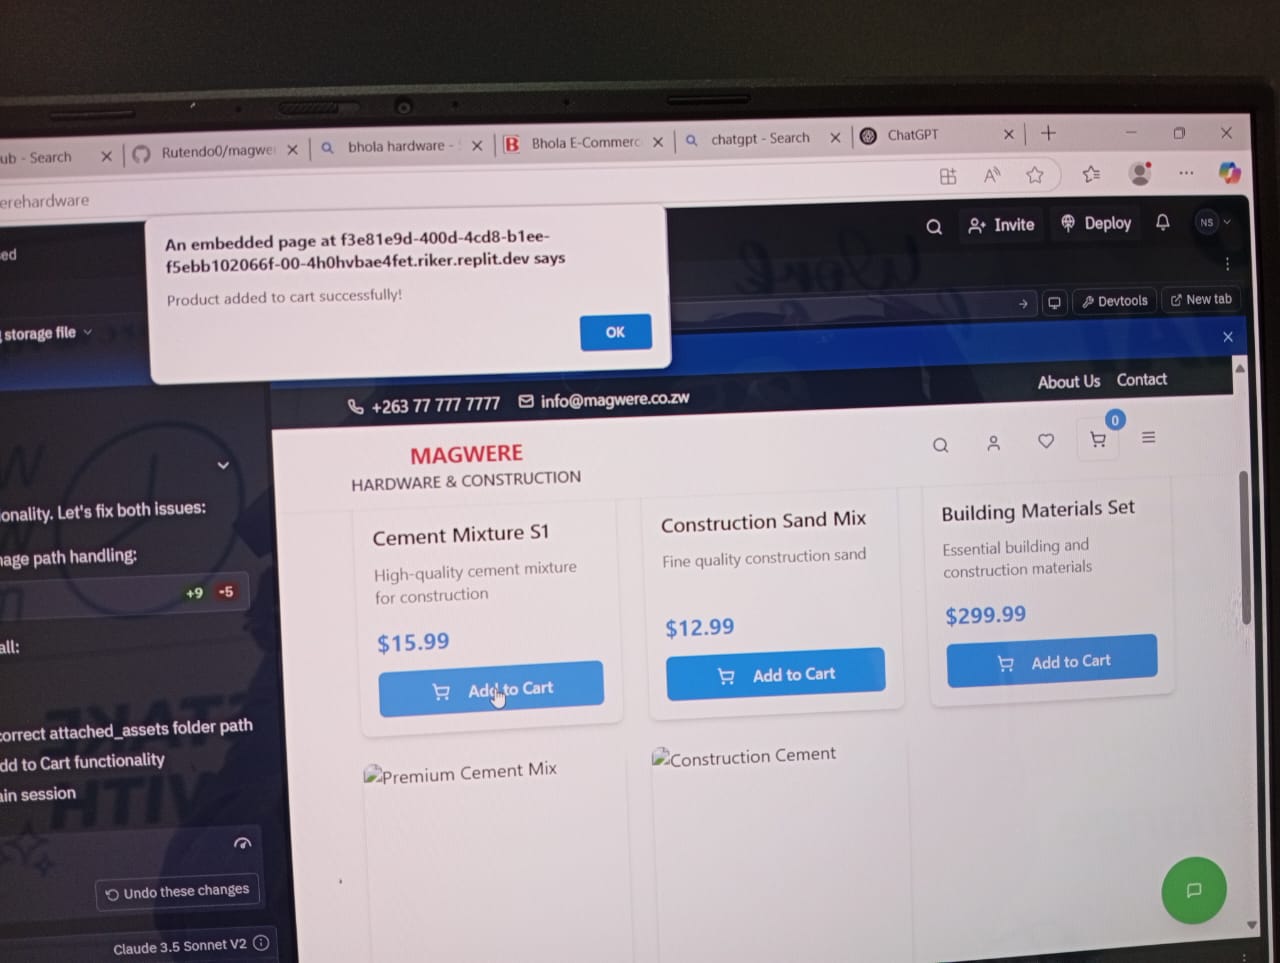 ub - Search
Rutendo0/magwe
bhola hardware -
Bhola E-Commerc
chatgpt - Search
ChatGPT
erehardware
An embedded page at f3e81e9d-400d-4cd8-b1ee-
f5ebb102066f-00-4h0hvbae4fet.riker.replit.dev says
Product added to cart successfully!
OK
ed
Invite
Deploy
NS
storage file
Devtools
New tab
About Us Contact
+263 77 777 7777 info@magwere.co.zw
MAGWERE
HARDWARE & CONSTRUCTION
0
onality. Let's fix both issues:
nage path handling:
+9 -5
all:
correct attached_assets folder path
dd to Cart functionality
ain session
Undo these changes
Claude 3.5 Sonnet V2
Cement Mixture S1
High-quality cement mixture
for construction
$15.99
Add to Cart
Construction Sand Mix
Fine quality construction sand
$12.99
Add to Cart
Building Materials Set
Essential building and
construction materials
$299.99
Add to Cart
Premium Cement Mix
Construction Cement